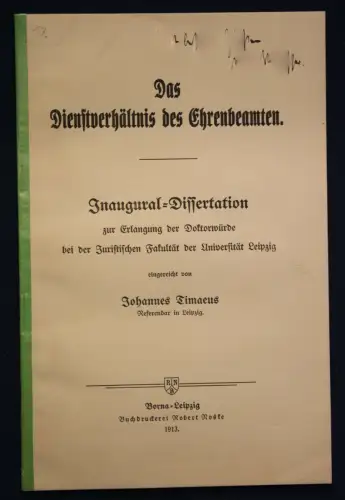 Das
Dienstverhältnis des Ehrenbeamten.
Inaugural=Dissertation
zur Erlangung der Doktorwürde
bei der Juristischen Fakultät der Universität Leipzig
eingereicht von
Johannes Timaeus
Referendar in Leipzig.
Borna=Leipzig
Buchdruckerei Robert Noske
1913.